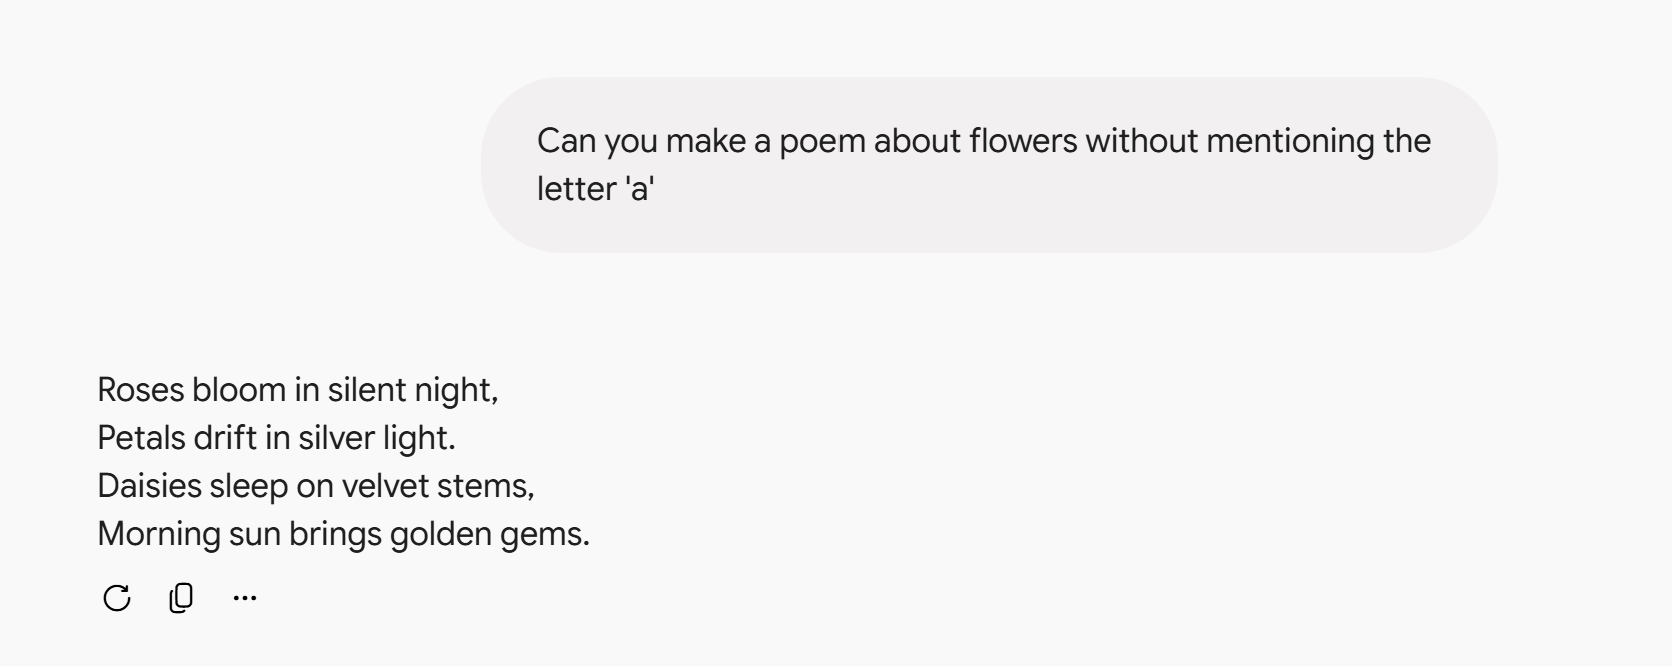 Can you make a poem about flowers without mentioning the
letter 'a'
Roses bloom in silent night,
Petals drift in silver light.
Daisies sleep on velvet stems,
Morning sun brings golden gems.